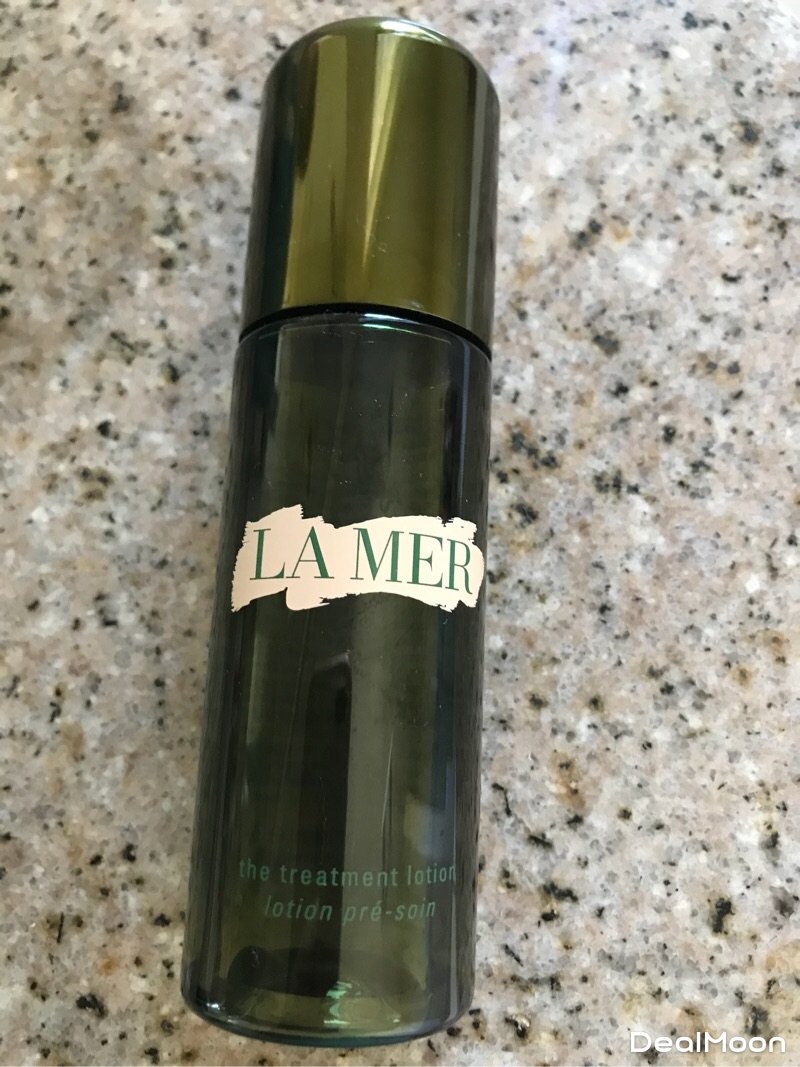 LA MER
the treatment lotion
lotion pré-soin
DealMoon